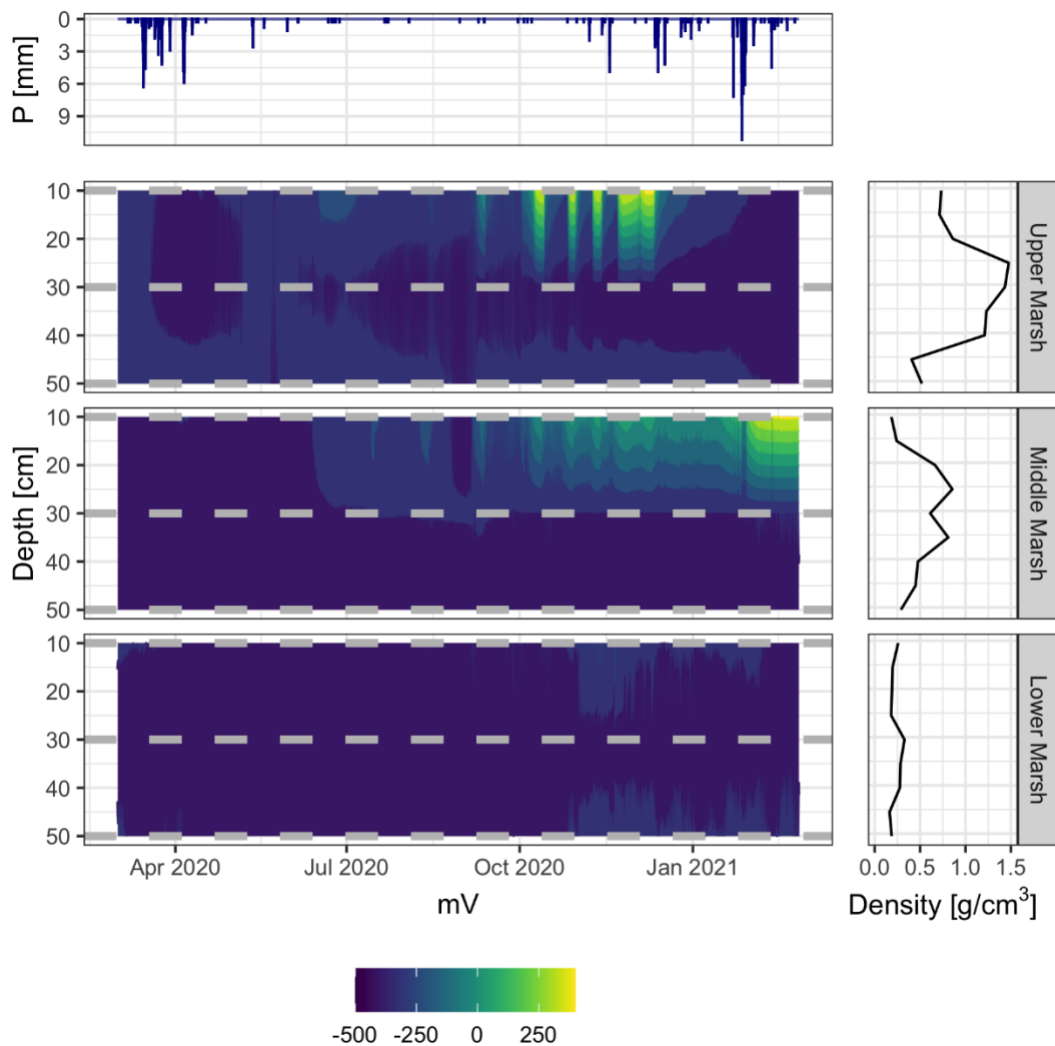 P [mm]
0
3
6
9
Depth [cm]
10
20
30
40
50
Upper Marsh
10
20
30
40
50
Middle Marsh
10
20
30
40
50
Lower Marsh
Apr 2020 Jul 2020 Oct 2020 Jan 2021
0.0 0.5 1.0 1.5
mV
Density [g/cm³]
-500 -250 0 250